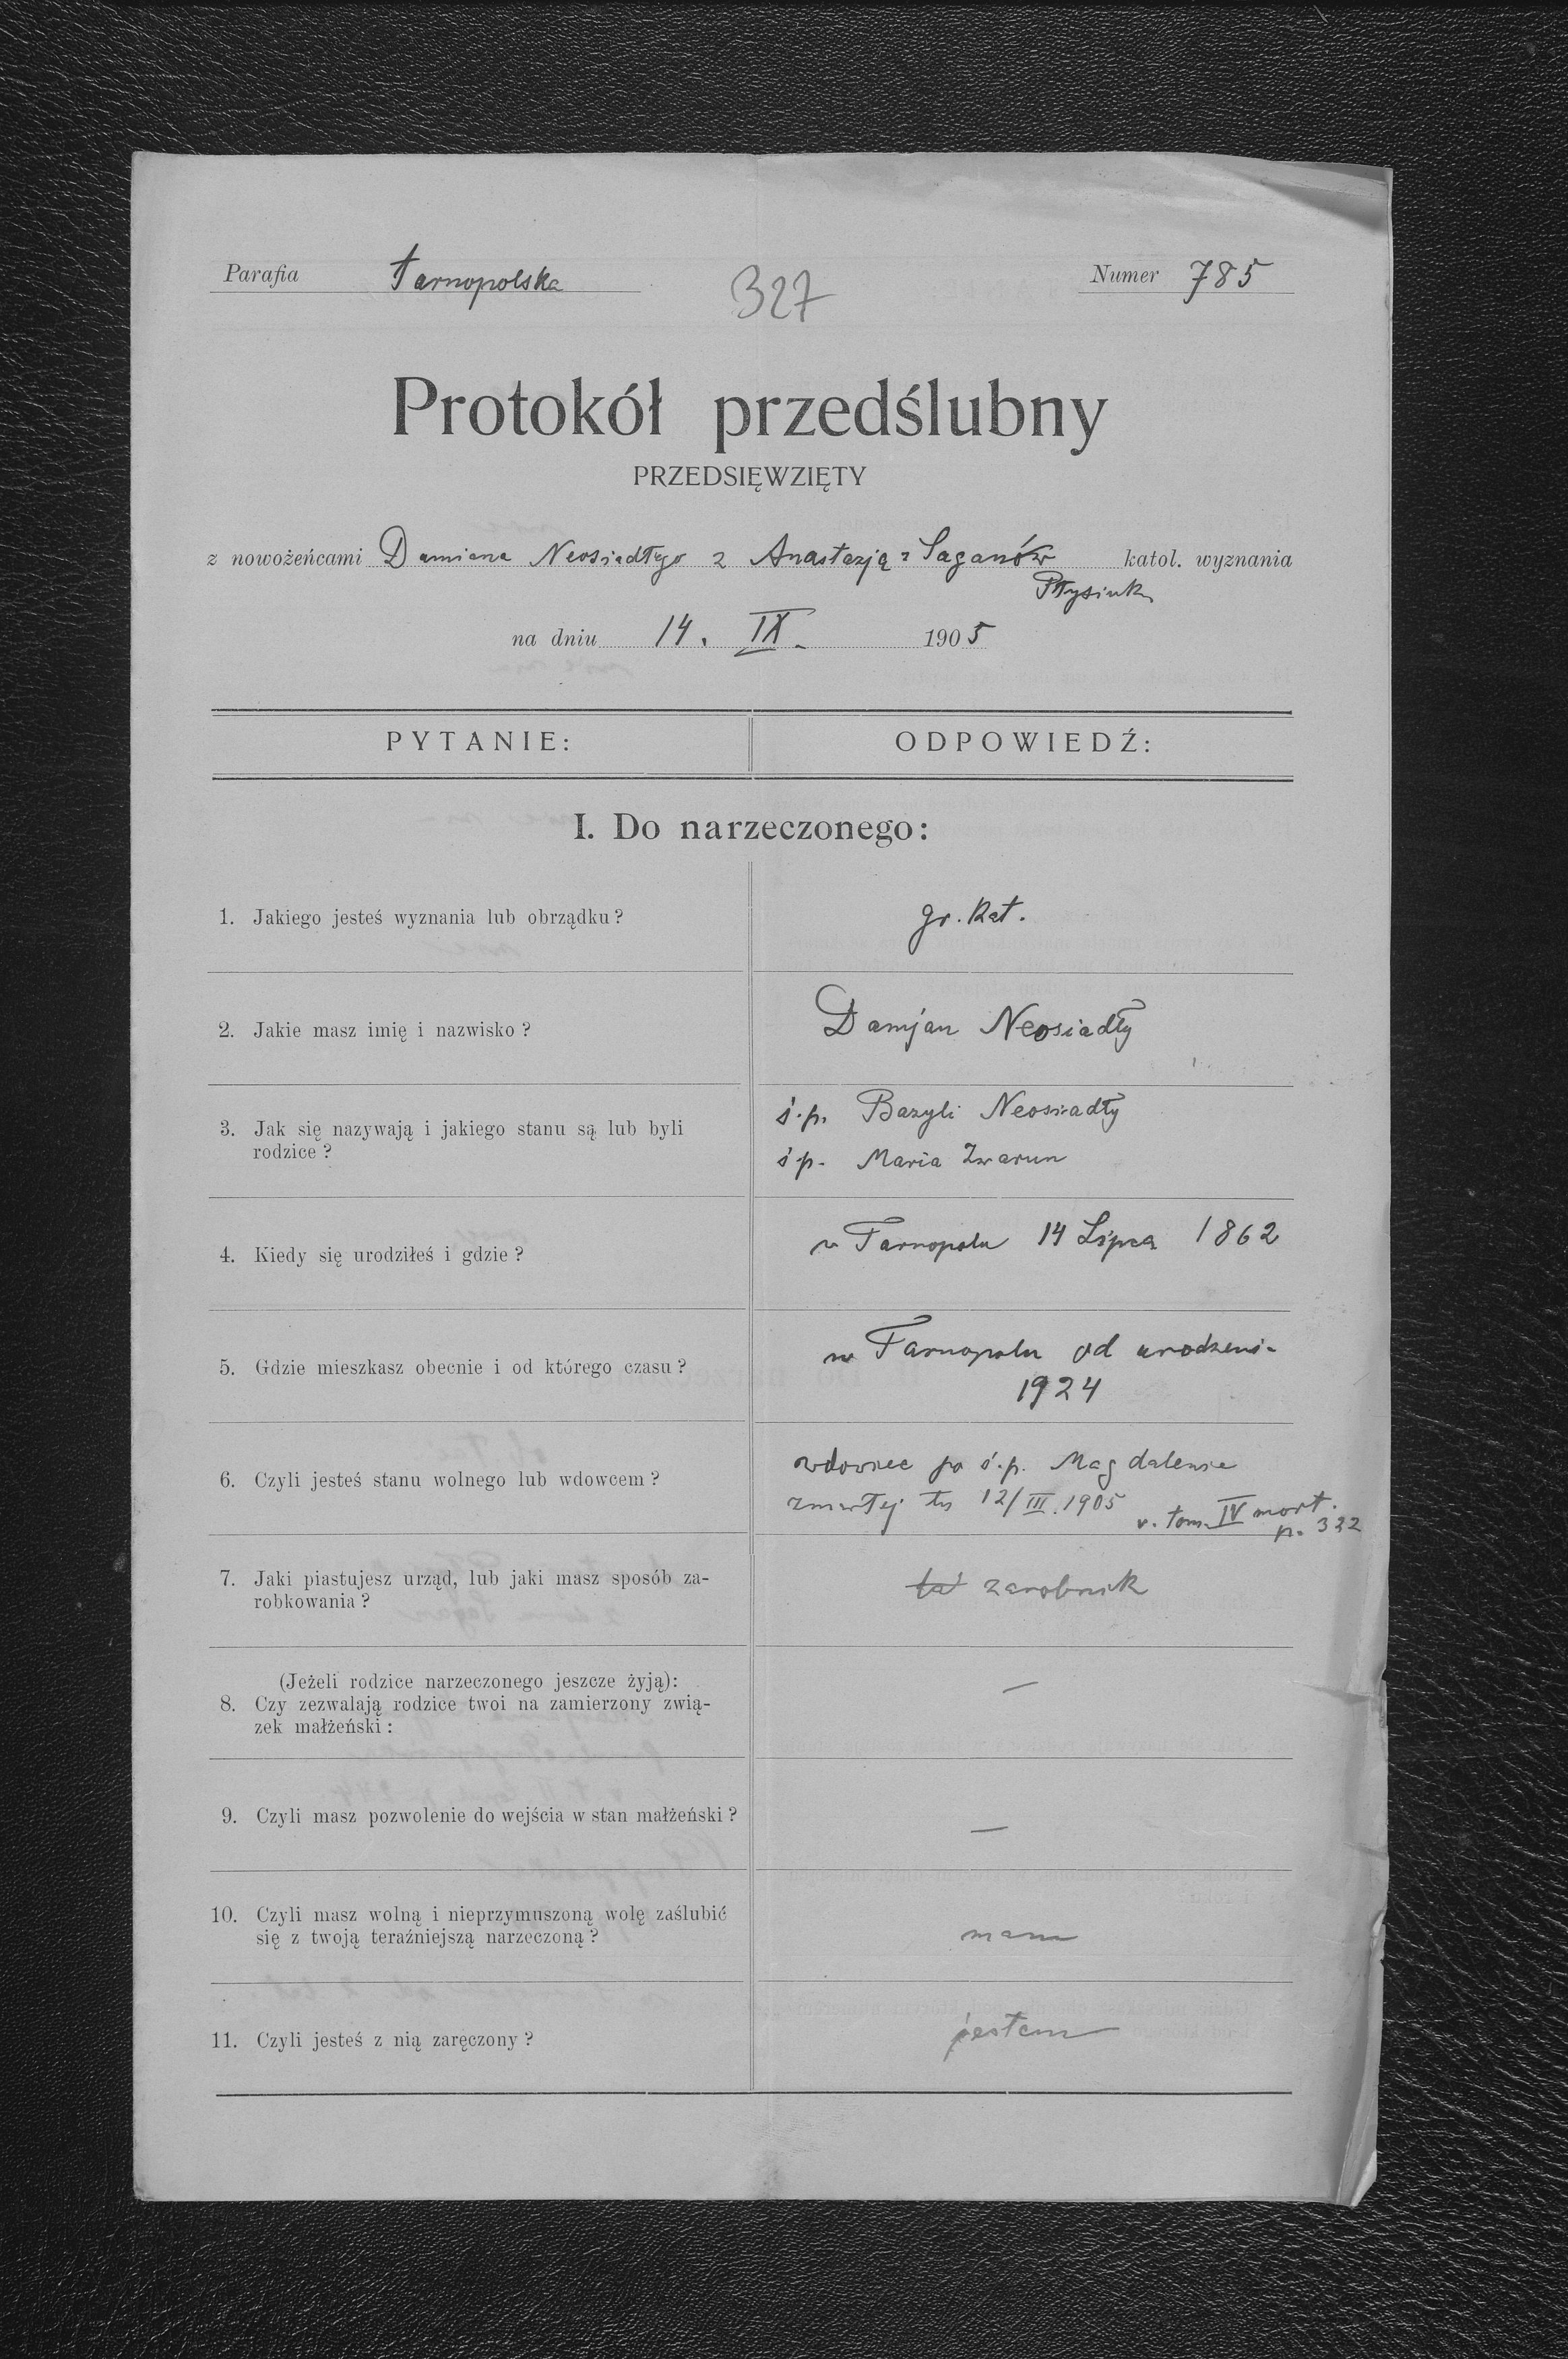 Parafia Tarnopolska
327
Numer 785
Protokół przedślubny
PRZEDSIĘWZIĘTY
z nowożeńcami Damiana Neosiadłego z Anastazją z Saganów katol. wyznania
na dniu 14. IX. 1905
PYTANIE:
ODPOWIEDŹ:
I. Do narzeczonego:
1. Jakiego jesteś wyznania lub obrządku?
gr. kat.
2. Jakie masz imię i nazwisko?
Damjan Neosiadły
3. Jak się nazywają i jakiego stanu są lub byli
rodzice?
ś.p. Bazyli Neosiadły
ś.p. Maria Zwarun
4. Kiedy się urodziłeś i gdzie?
w Tarnopolu 14 Lipca 1862
5. Gdzie mieszkasz obecnie i od którego czasu?
w Tarnopolu od urodzeni-
1924
6. Czyli jesteś stanu wolnego lub wdowcem?
wdowiec po ś.p. Magdalenie
zmarłej tu 12/III.1905 v. tom. IV mort.
p. 322
7. Jaki piastujesz urząd, lub jaki masz sposób za-
robkowania?
zarobnik
(Jeżeli rodzice narzeczonego jeszcze żyją):
8. Czy zezwalają rodzice twoi na zamierzony zwią-
zek małżeński:
—
9. Czyli masz pozwolenie do wejścia w stan małżeński?
—
10. Czyli masz wolną i nieprzymuszoną wolę zaślubić
się z twoją teraźniejszą narzeczoną?
mam
11. Czyli jesteś z nią zaręczony?
jestem